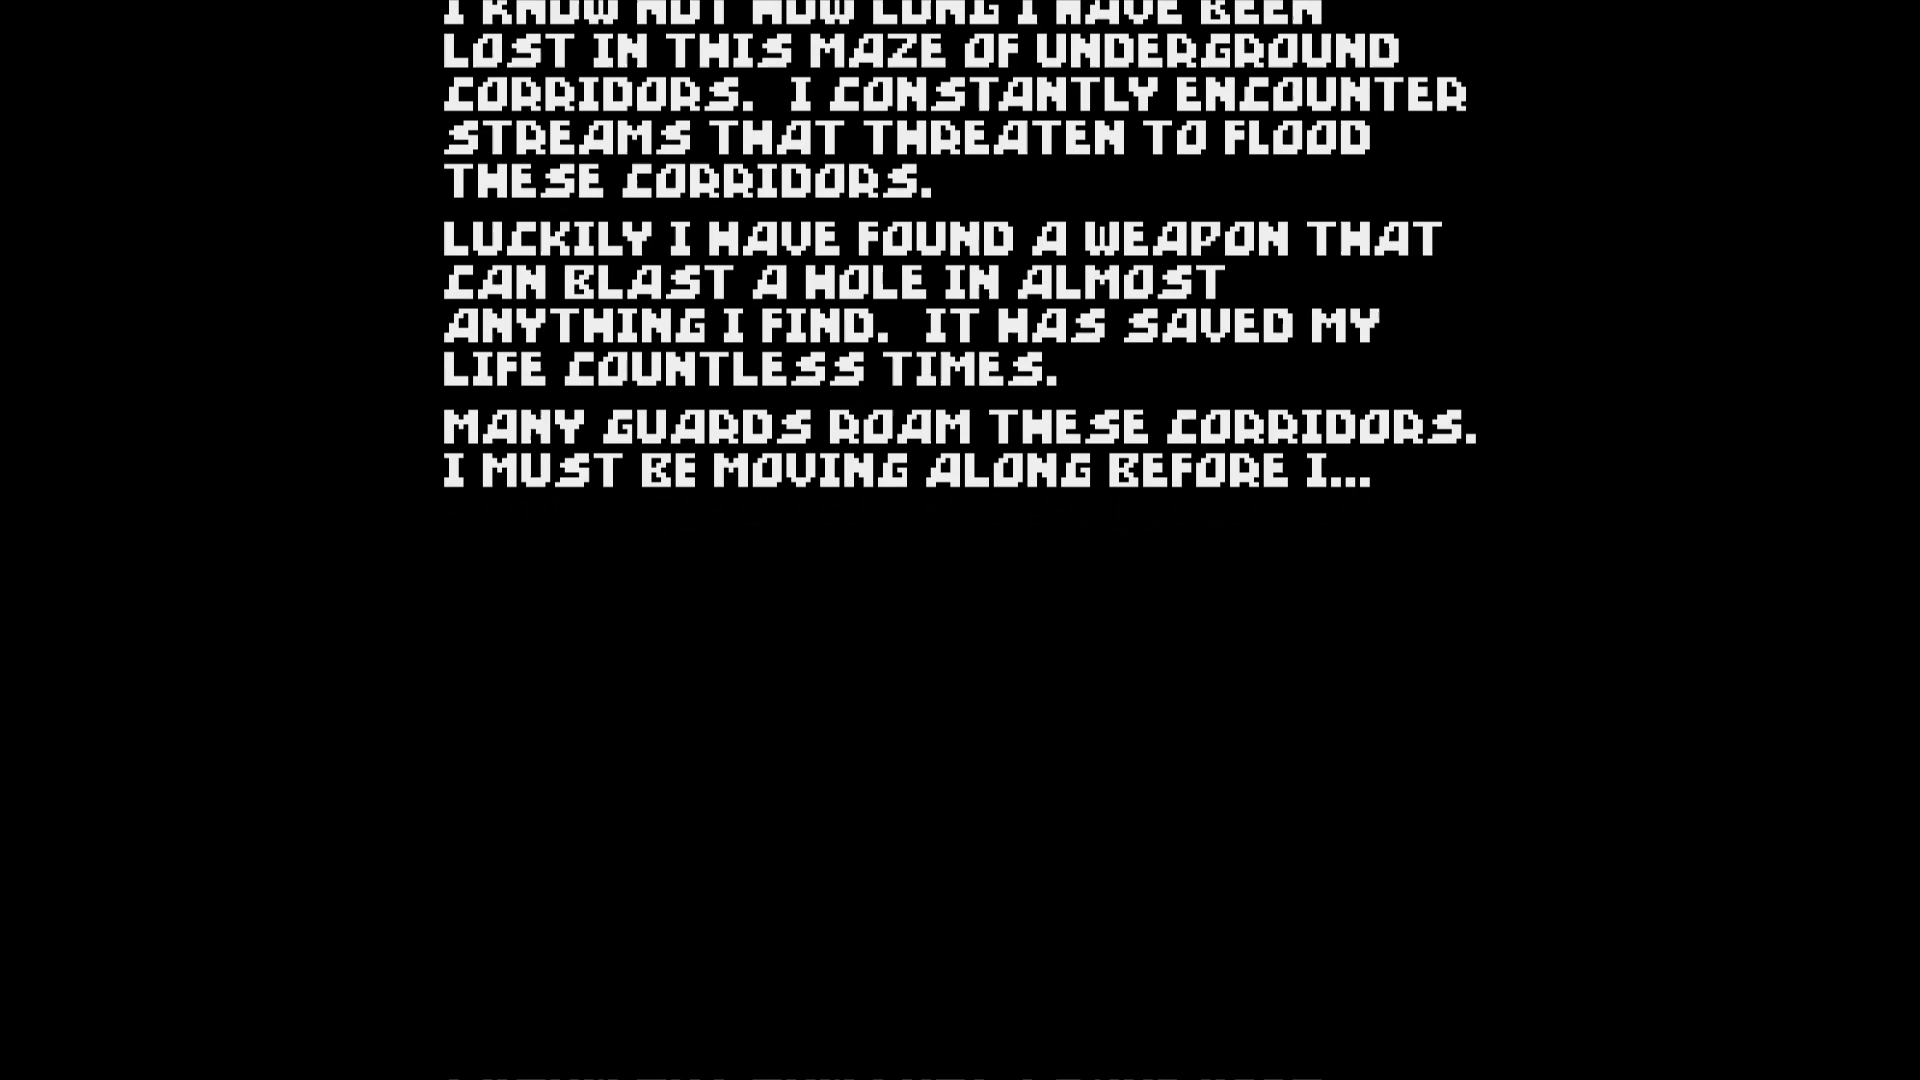 I KNOW NOT HOW LONG I HAVE BEEN
LOST IN THIS MAZE OF UNDERGROUND
CORRIDORS. I CONSTANTLY ENCOUNTER
STREAMS THAT THREATEN TO FLOOD
THESE CORRIDORS.
LUCKILY I HAVE FOUND A WEAPON THAT
CAN BLAST A HOLE IN ALMOST
ANYTHING I FIND. IT HAS SAVED MY
LIFE COUNTLESS TIMES.
MANY GUARDS ROAM THESE CORRIDORS.
I MUST BE MOVING ALONG BEFORE I...